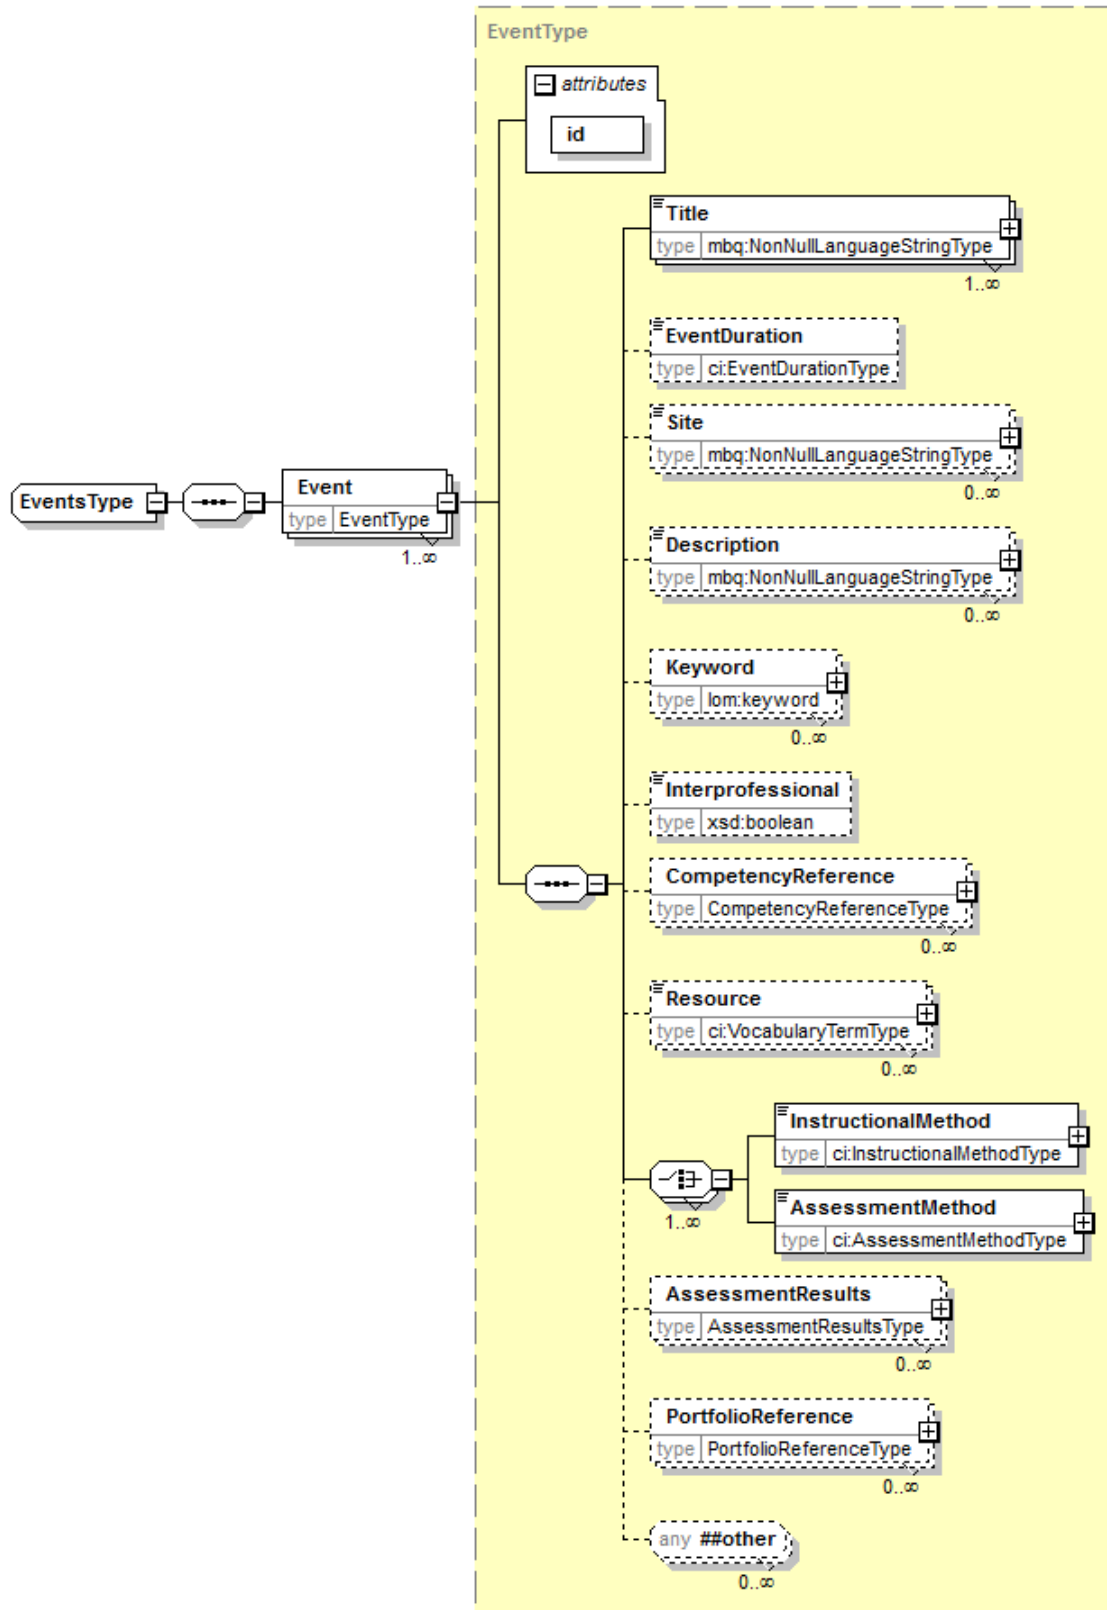 EventType
attributes
id
Title
type mbq:NonNullLanguageStringType
1..∞
EventDuration
type ci:EventDurationType
Site
type mbq:NonNullLanguageStringType
0..∞
EventsType
Event
type EventType
1..∞
Description
type mbq:NonNullLanguageStringType
0..∞
Keyword
type lom:keyword
0..∞
Interprofessional
type xsd:boolean
CompetencyReference
type CompetencyReferenceType
0..∞
Resource
type ci:VocabularyTermType
0..∞
InstructionalMethod
type ci:InstructionalMethodType
1..∞
AssessmentMethod
type ci:AssessmentMethodType
AssessmentResults
type AssessmentResultsType
0..∞
PortfolioReference
type PortfolioReferenceType
0..∞
any ##other
0..∞